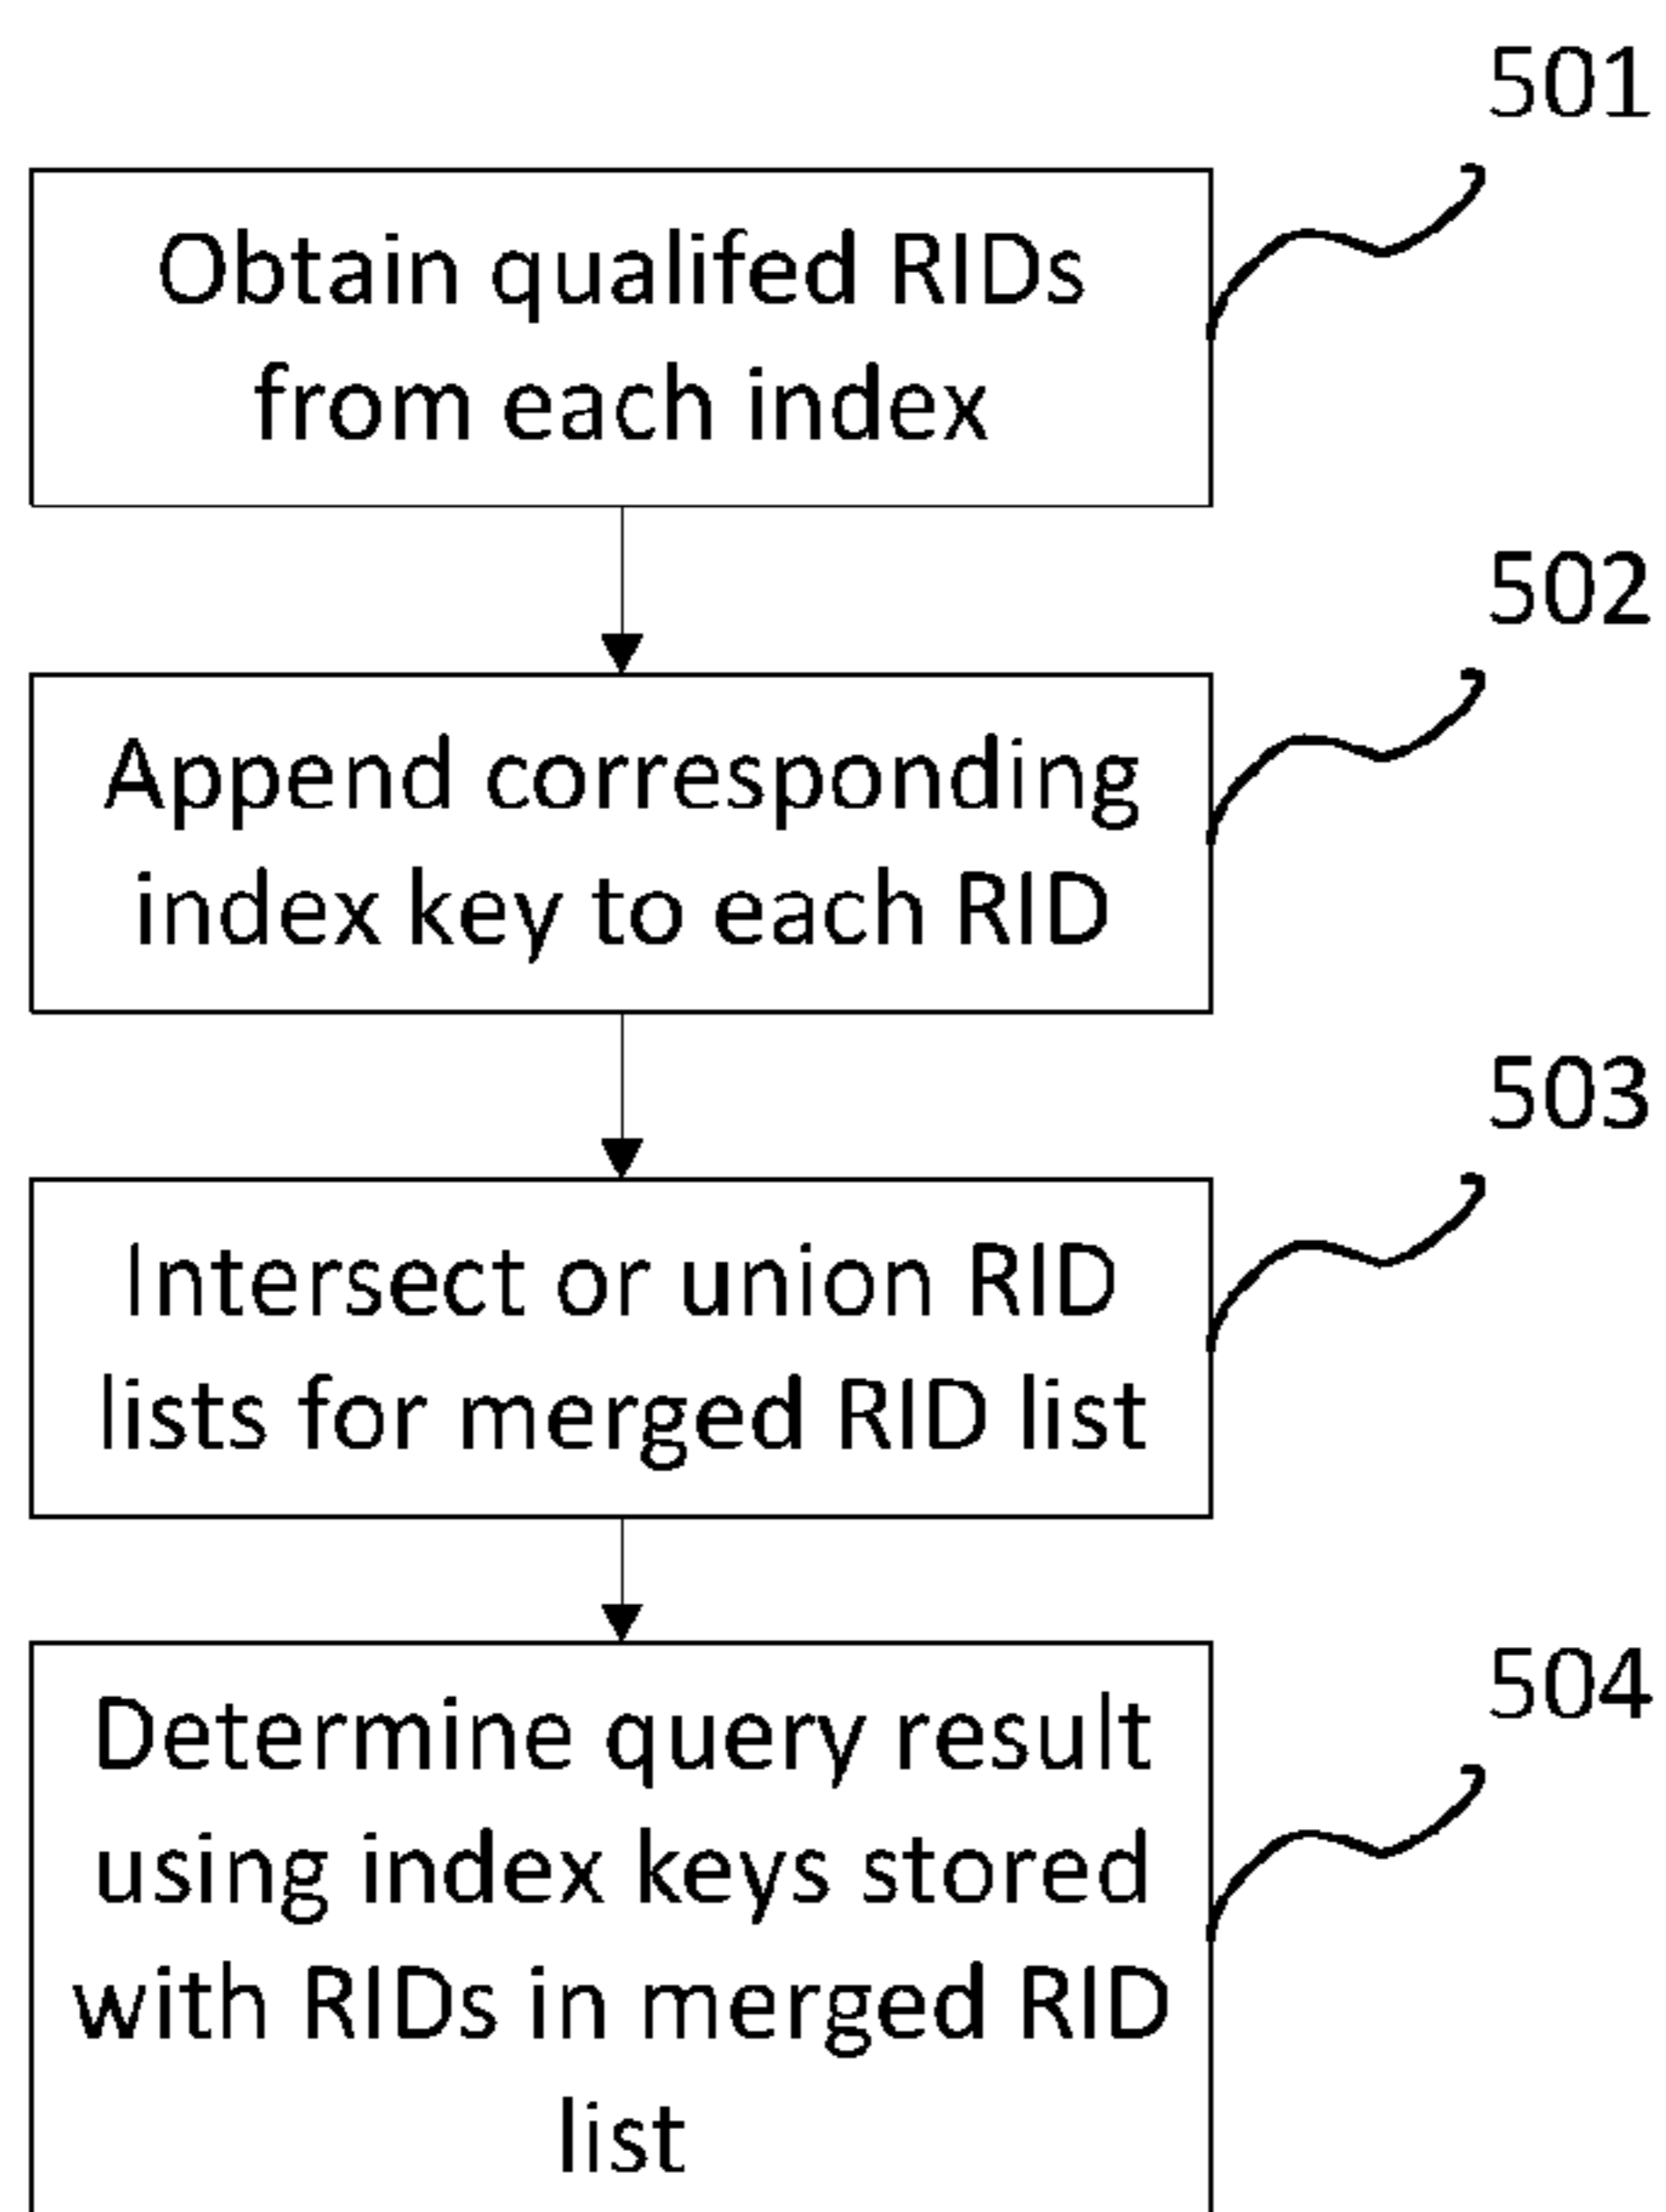 501
Obtain qualifed RIDs
from each index
502
Append corresponding
index key to each RID
503
Intersect or union RID
lists for merged RID list
504
Determine query result
using index keys stored
with RIDs in merged RID
list